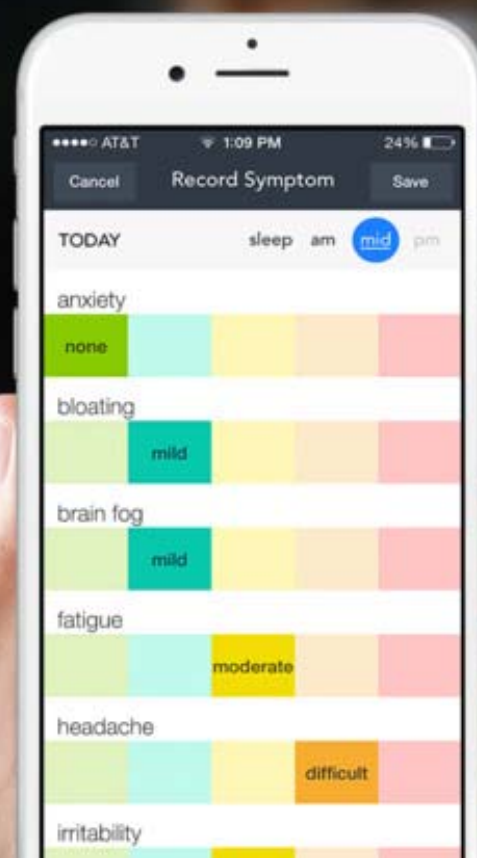 AT&T 1:09 PM 24%
Cancel Record Symptom Save
TODAY sleep am mid pm
anxiety
none
bloating
mild
brain fog
mild
fatigue
moderate
headache
difficult
irritability